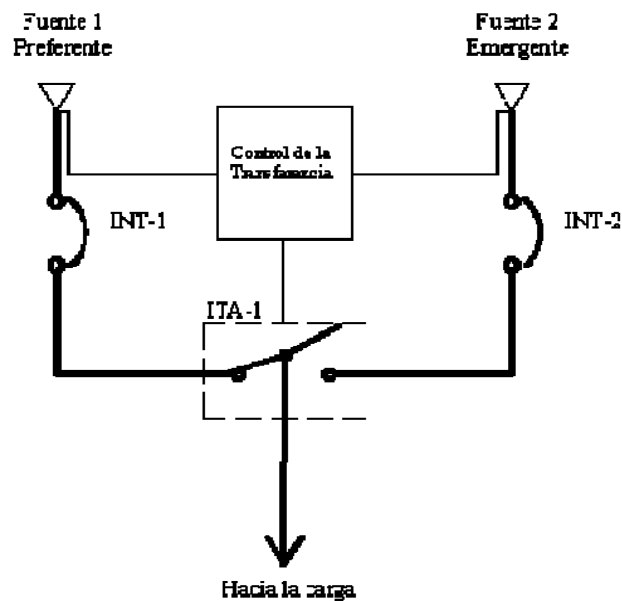 Fuente 1
Preferente
Fuente 2
Emergente
Control de la
Transferencia
INT-1
INT-2
ITA-1
Hacia la carga